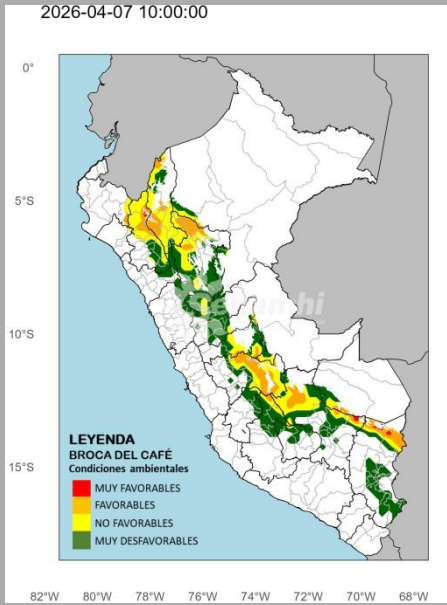 2026-04-07 10:00:00
0°
5°S
10°S
15°S
senamhi
LEYENDA
BROCA DEL CAFÉ
Condiciones ambientales
MUY FAVORABLES
FAVORABLES
NO FAVORABLES
MUY DESFAVORABLES
82°W 80°W 78°W 76°W 74°W 72°W 70°W 68°W